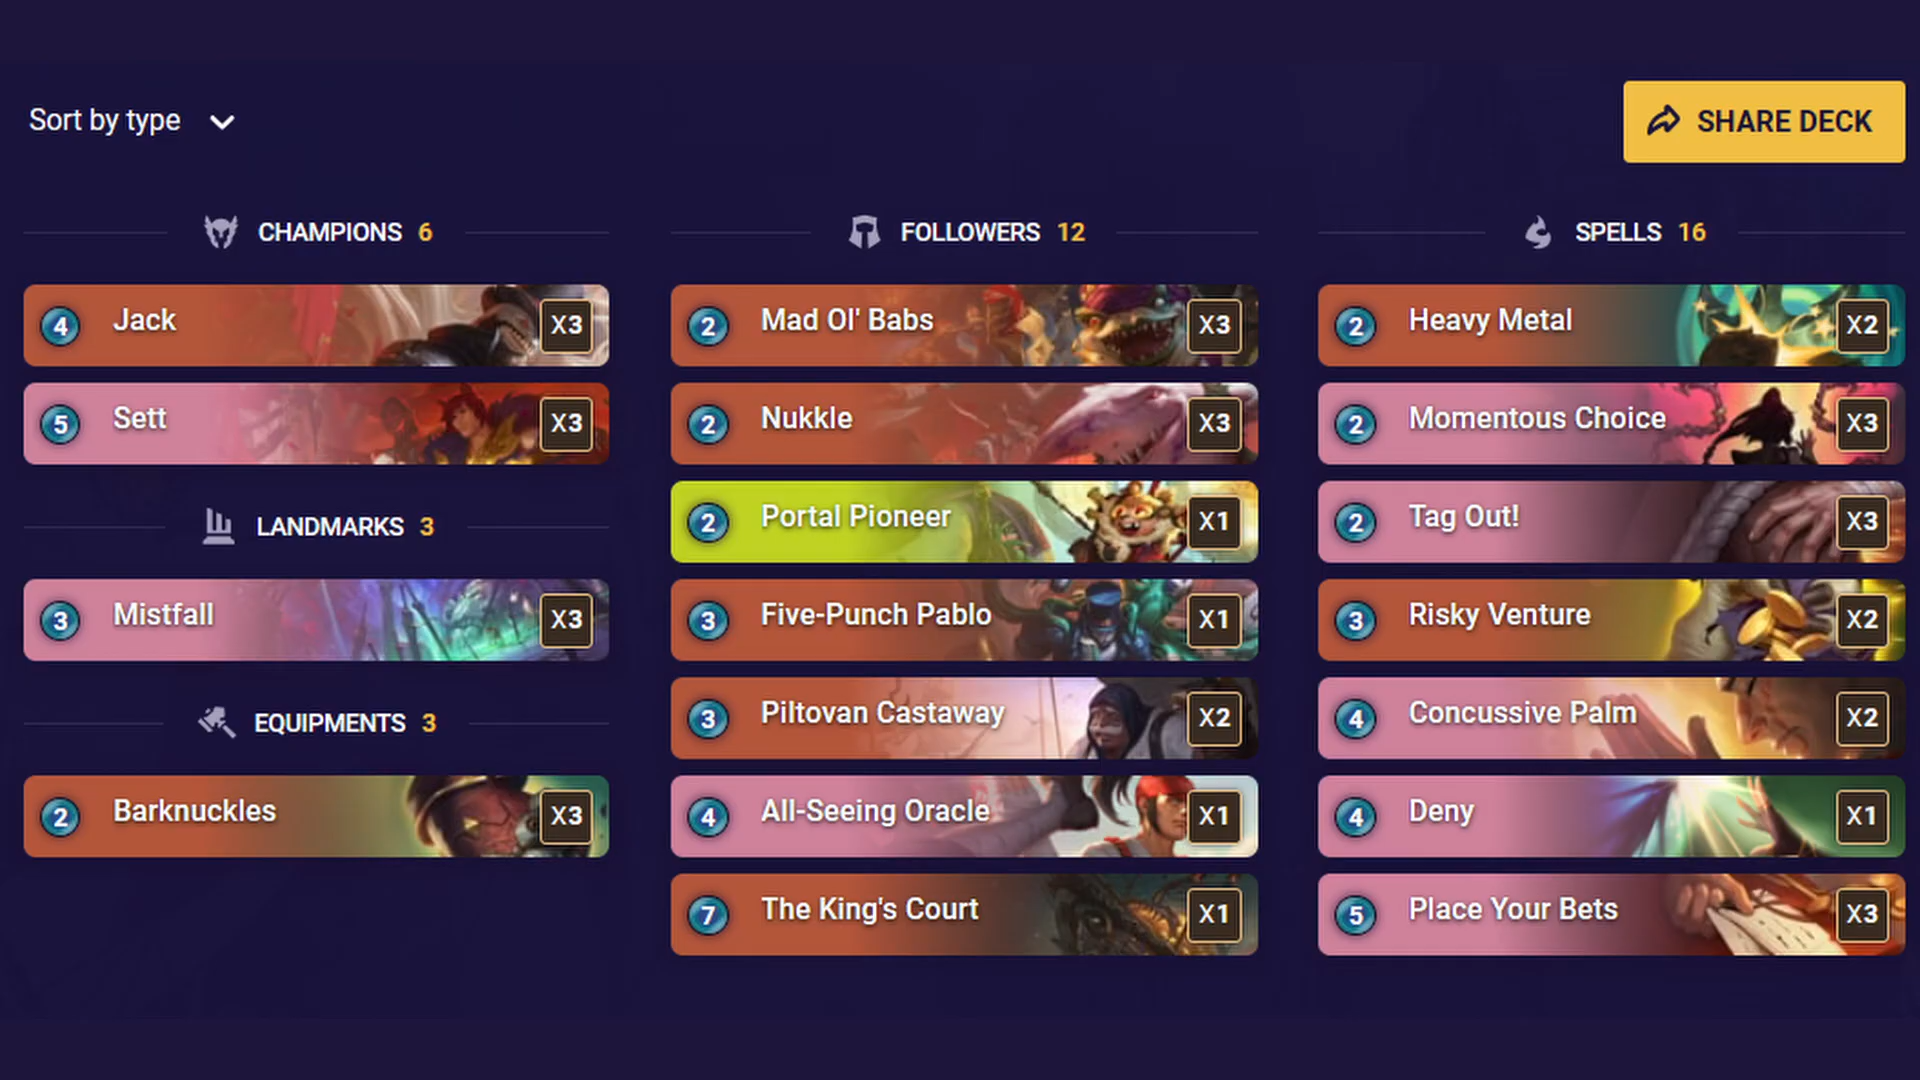 Sort by type
SHARE DECK
CHAMPIONS 6
4 Jack X3
5 Sett X3
LANDMARKS 3
3 Mistfall X3
EQUIPMENTS 3
2 Barknuckles X3
FOLLOWERS 12
2 Mad Ol' Babs X3
2 Nukkle X3
2 Portal Pioneer X1
3 Five-Punch Pablo X1
3 Piltovan Castaway X2
4 All-Seeing Oracle X1
7 The King's Court X1
SPELLS 16
2 Heavy Metal X2
2 Momentous Choice X3
2 Tag Out! X3
3 Risky Venture X2
4 Concussive Palm X2
4 Deny X1
5 Place Your Bets X3